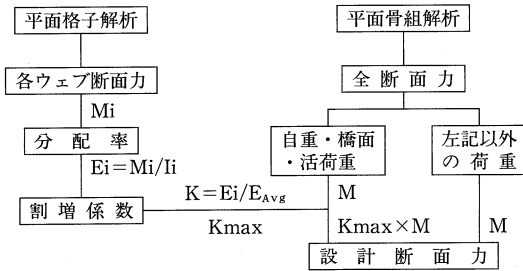 平面格子解析
平面骨組解析
各ウェブ断面力
全断面力
Mi
分配率
自重・橋面
・活荷重
左記以外
の荷重
Ei=Mi/Ii
K=Ei/EAvg
M
割増係数
Kmax
Kmax×M
M
設計断面力